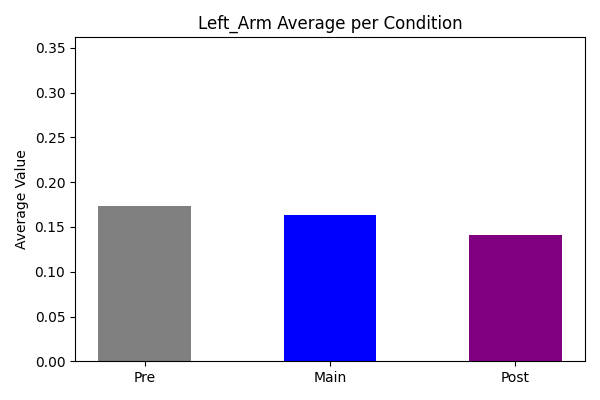 Left_Arm Average per Condition
Average Value
0.35
0.30
0.25
0.20
0.15
0.10
0.05
0.00
Pre
Main
Post